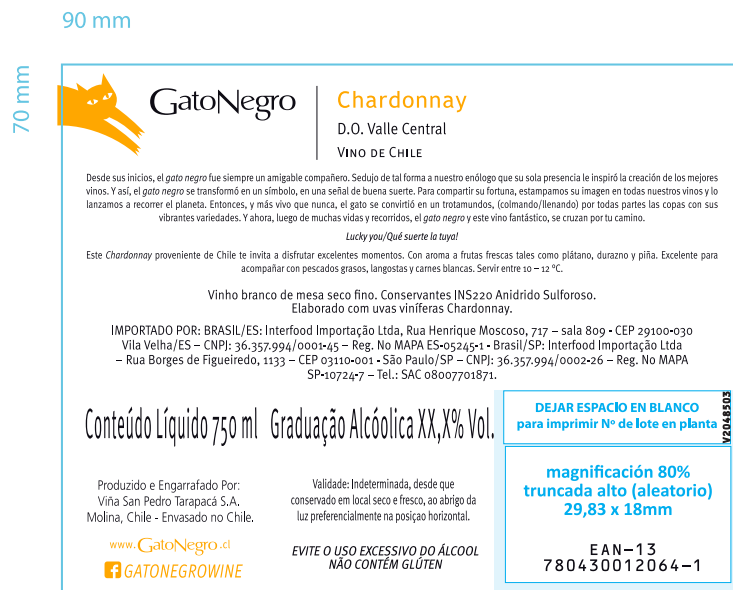 90 mm
70 mm
GatoNegro
Chardonnay
D.O. Valle Central
VINO DE CHILE
Desde sus inicios, el gato negro fue siempre un amigable compañero. Sedujo de tal forma a nuestro enólogo que su sola presencia le inspiró la creación de los mejores
vinos. Y así, el gato negro se transformó en un símbolo, en una señal de buena suerte. Para compartir su fortuna, estampamos su imagen en todas nuestros vinos y lo
lanzamos a recorrer el planeta. Entonces, y más vivo que nunca, el gato se convirtió en un trotamundos, (colmando/llenando) por todas partes las copas con sus
vibrantes variedades. Y ahora, luego de muchas vidas y recorridos, el gato negro y este vino fantástico, se cruzan por tu camino.
Lucky you/Qué suerte la tuya!
Este Chardonnay proveniente de Chile te invita a disfrutar excelentes momentos. Con aroma a frutas frescas tales como plátano, durazno y piña. Excelente para
acompañar con pescados grasos, langostas y carnes blancas. Servir entre 10 – 12 °C.
Vinho branco de mesa seco fino. Conservantes INS220 Anidrido Sulforoso.
Elaborado com uvas viníferas Chardonnay.
IMPORTADO POR: BRASIL/ES: Interfood Importação Ltda, Rua Henrique Moscoso, 717 – sala 809 - CEP 29100-030
Vila Velha/ES – CNPJ: 36.357.994/0001-45 – Reg. No MAPA ES-05245-1 - Brasil/SP: Interfood Importação Ltda
– Rua Borges de Figueiredo, 1133 – CEP 03110-001 - São Paulo/SP – CNPJ: 36.357.994/0002-26 – Reg. No MAPA
SP-10724-7 – Tel.: SAC 08007701871.
Conteúdo Líquido 750 ml Graduação Alcóolica XX,X% Vol.
DEJAR ESPACIO EN BLANCO
para imprimir Nº de lote en planta
V2048503
Produzido e Engarrafado Por:
Viña San Pedro Tarapacá S.A.
Molina, Chile - Envasado no Chile.
www.GatoNegro.cl
GATONEGROWINE
Validade: Indeterminada, desde que
conservado em local seco e fresco, ao abrigo da
luz preferencialmente na posiçao horizontal.
EVITE O USO EXCESSIVO DO ÁLCOOL
NÃO CONTÉM GLÚTEN
magnificación 80%
truncada alto (aleatorio)
29,83 x 18mm
EAN-13
780430012064-1